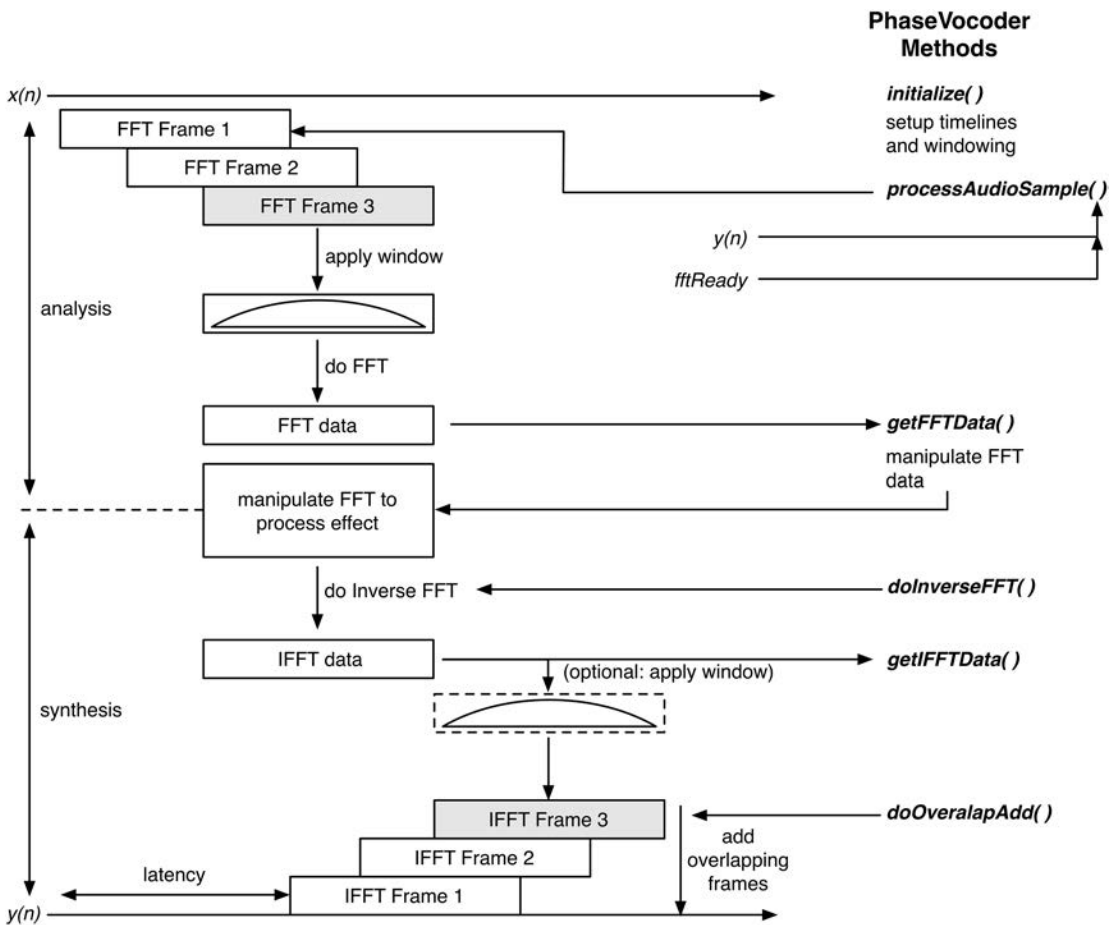 PhaseVocoder
Methods
x(n)
initialize( )
setup timelines
and windowing
FFT Frame 1
FFT Frame 2
FFT Frame 3
processAudioSample( )
y(n)
fftReady
apply window
analysis
do FFT
FFT data
getFFTData( )
manipulate FFT
data
manipulate FFT to
process effect
do Inverse FFT
doInverseFFT( )
IFFT data
getIFFTData( )
(optional: apply window)
synthesis
IFFT Frame 3
doOveralapAdd( )
add
overlapping
frames
IFFT Frame 2
latency
IFFT Frame 1
y(n)